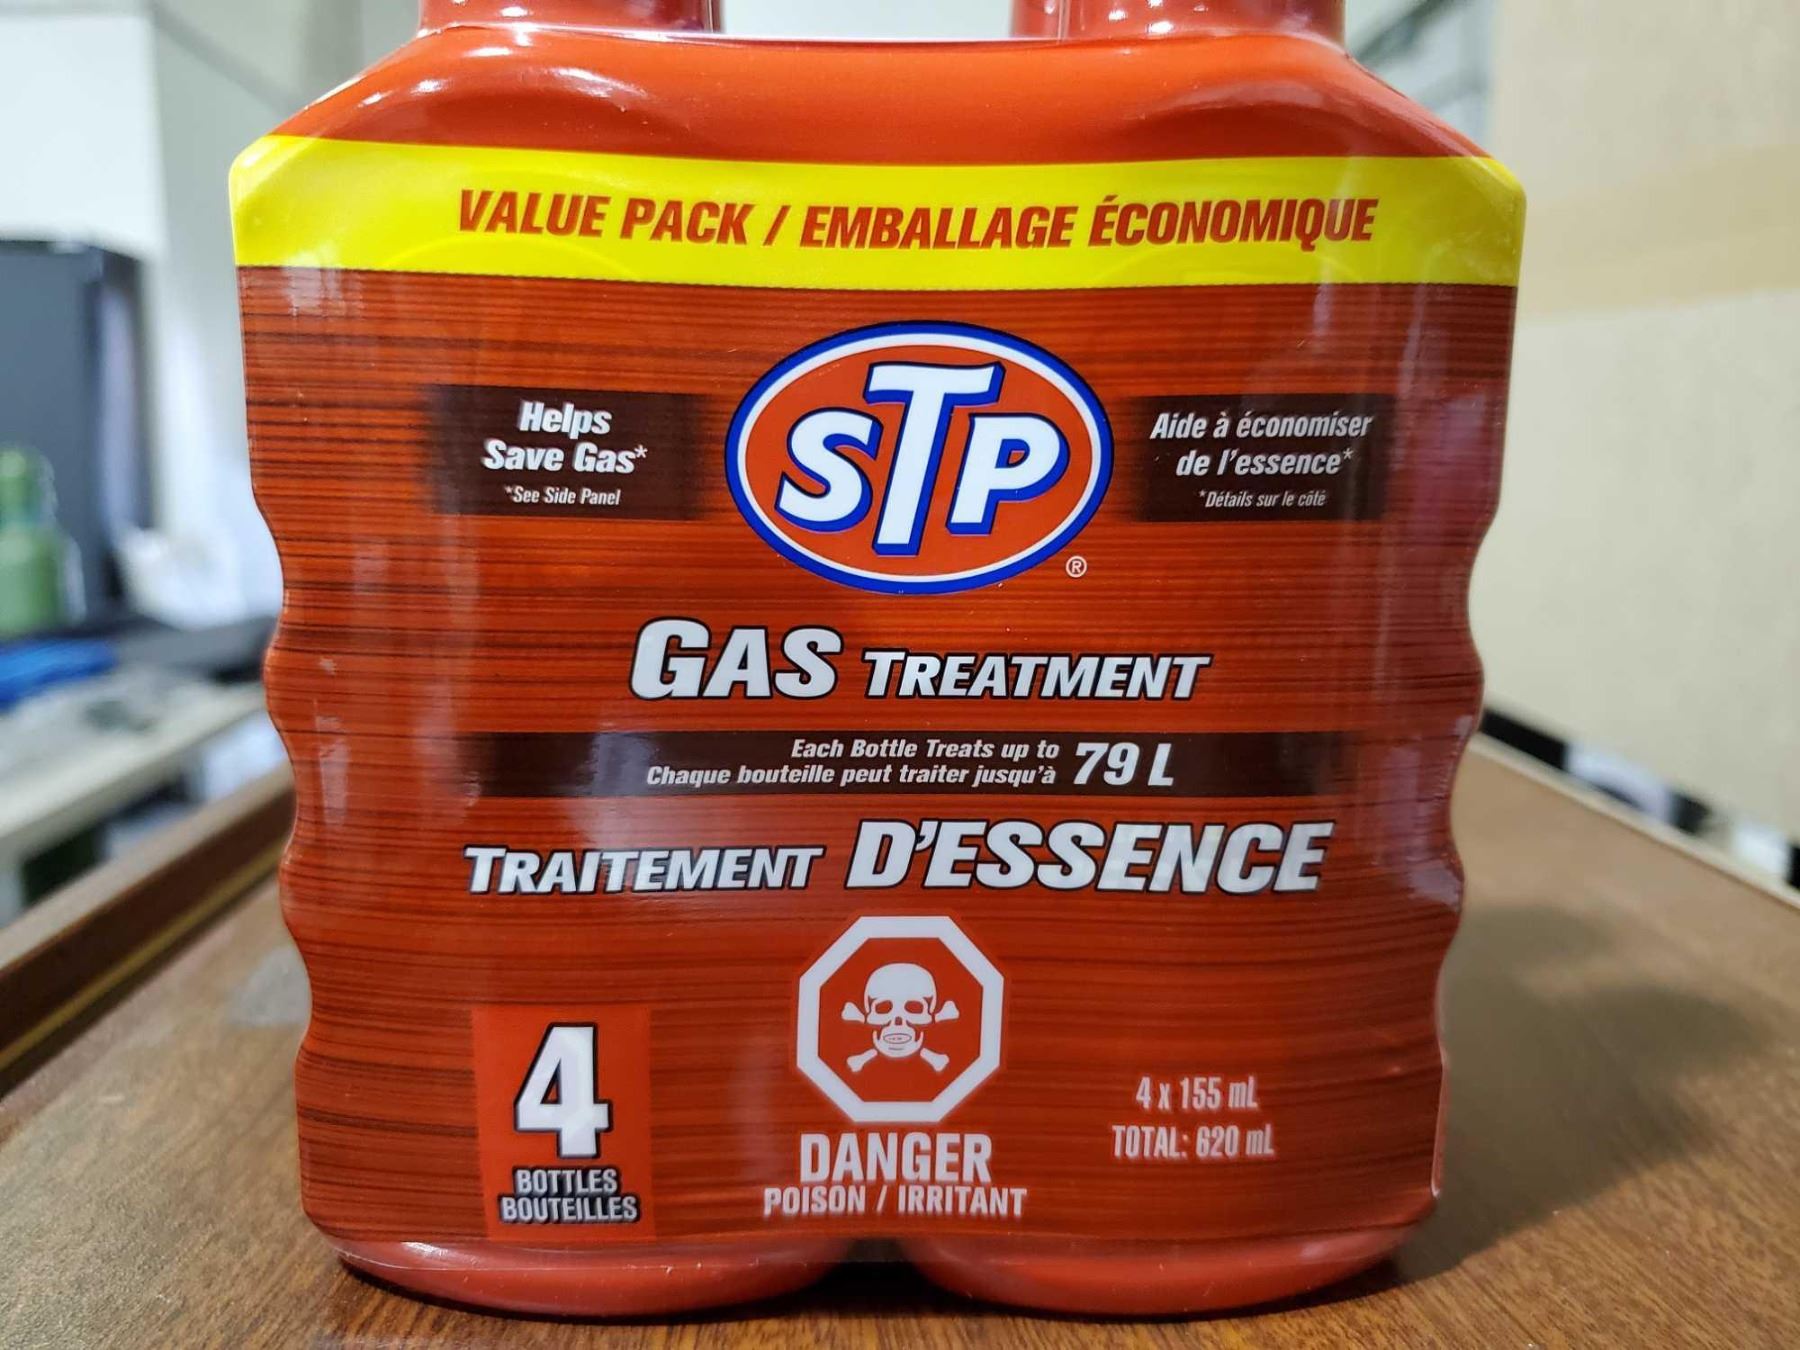 VALUE PACK / EMBALLAGE ÉCONOMIQUE
Helps
Save Gas*
*See Side Panel
STP
®
Aide à économiser
de l'essence*
*Détails sur le côté
GAS TREATMENT
Each Bottle Treats up to
Chaque bouteille peut traiter jusqu'à
79 L
TRAITEMENT D'ESSENCE
4
BOTTLES
BOUTEILLES
DANGER
POISON / IRRITANT
4 x 155 mL
TOTAL: 620 mL